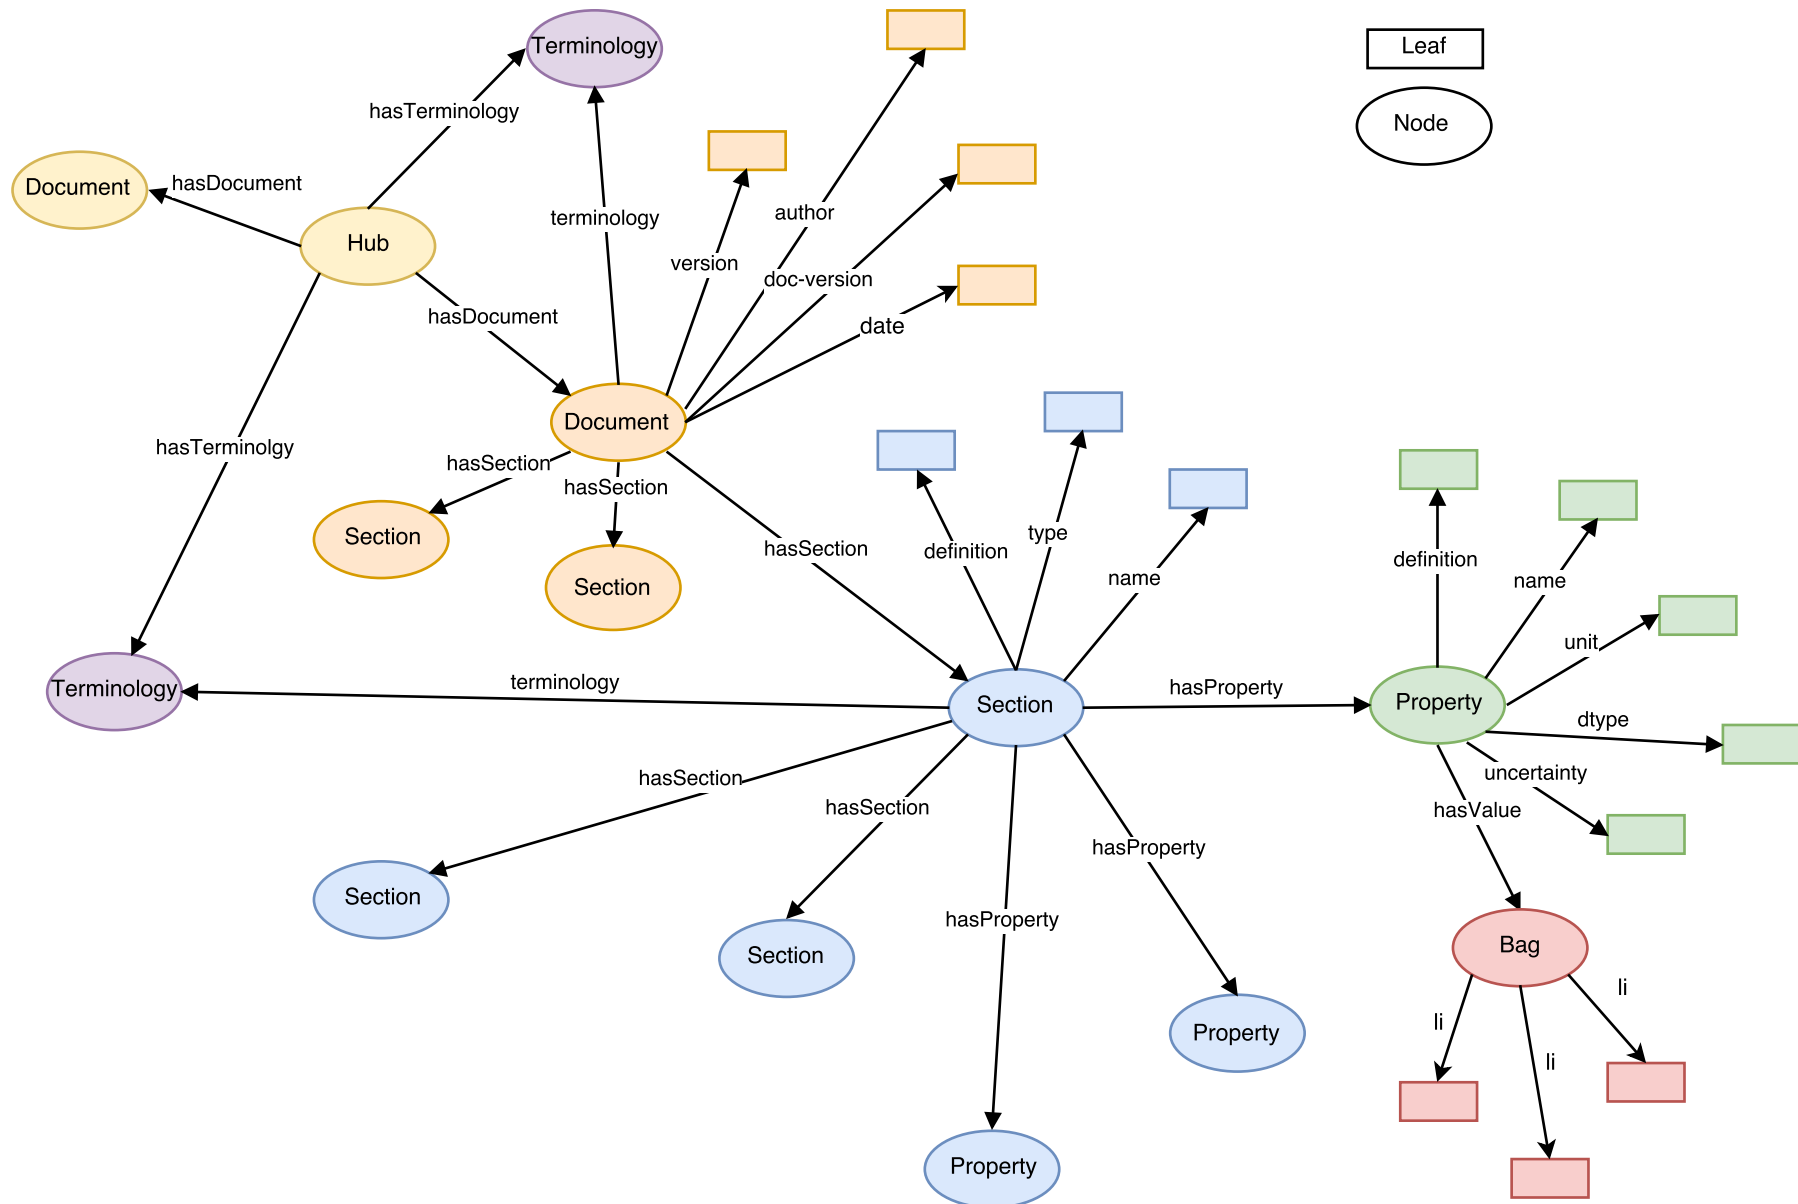 Terminology
Leaf
hasTerminology
Node
Document
hasDocument
author
terminology
Hub
version
doc-version
hasDocument
date
Document
hasTerminolgy
hasSection
hasSection
Section
Section
hasSection
definition
type
name
definition
name
unit
Terminology
terminology
Section
hasProperty
Property
dtype
uncertainty
hasValue
hasSection
hasSection
hasProperty
hasProperty
Section
Section
Property
Property
Bag
li
li
li